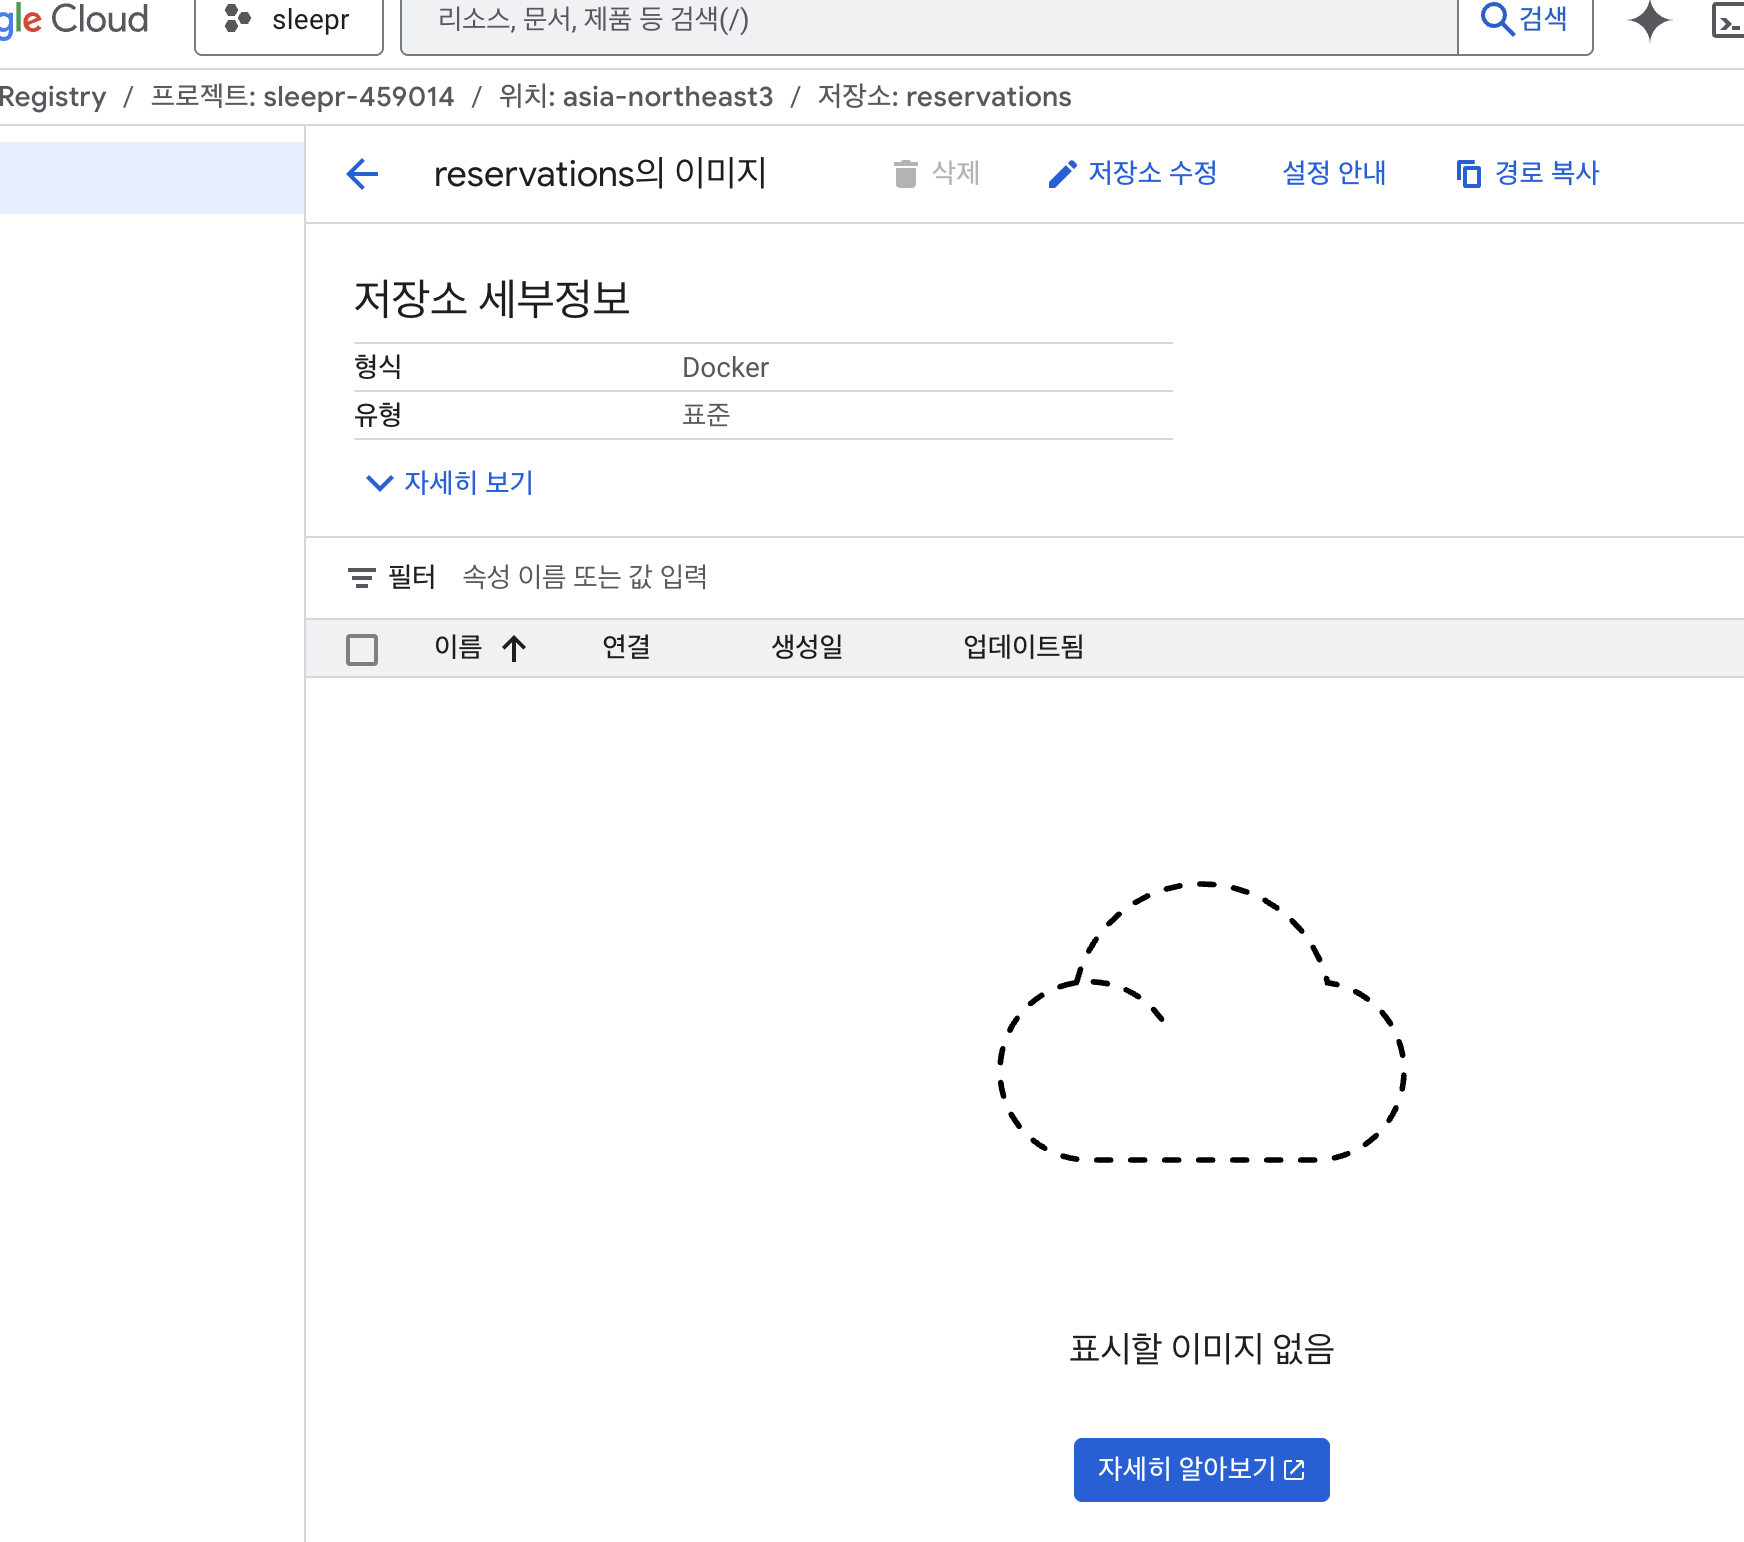 gle Cloud
sleepr
리소스, 문서, 제품 등 검색(/)
검색
Registry / 프로젝트: sleepr-459014 / 위치: asia-northeast3 / 저장소: reservations
reservations의 이미지
삭제
저장소 수정
설정 안내
경로 복사
저장소 세부정보
형식 Docker
유형 표준
자세히 보기
필터 속성 이름 또는 값 입력
이름 연결 생성일 업데이트됨
표시할 이미지 없음
자세히 알아보기